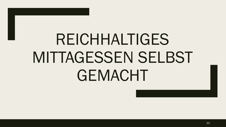 REICHHALTIGES
MITTAGESSEN SELBST
GEMACHT